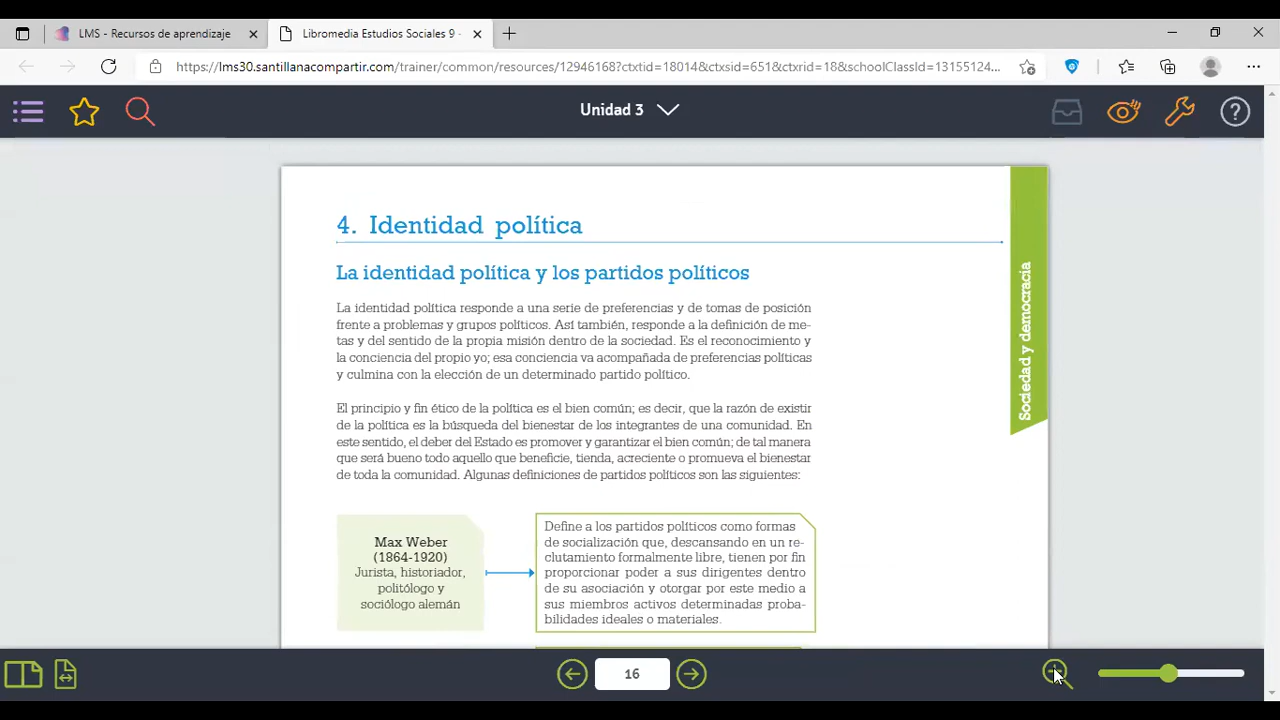 LMS - Recursos de aprendizaje
Libromedia Estudios Sociales 9 -
https://lms30.santillanacompartir.com/trainer/common/resources/12946168?ctxtid=18014&ctxsid=651&ctxrid=18&schoolClassId=13155124...
Unidad 3
4. Identidad política
La identidad política y los partidos políticos
La identidad política responde a una serie de preferencias y de tomas de posición
frente a problemas y grupos políticos. Así también, responde a la definición de me-
tas y del sentido de la propia misión dentro de la sociedad. Es el reconocimiento y
la conciencia del propio yo; esa conciencia va acompañada de preferencias políticas
y culmina con la elección de un determinado partido político.
El principio y fin ético de la política es el bien común; es decir, que la razón de existir
de la política es la búsqueda del bienestar de los integrantes de una comunidad. En
este sentido, el deber del Estado es promover y garantizar el bien común; de tal manera
que será bueno todo aquello que beneficie, tienda, acreciente o promueva el bienestar
de toda la comunidad. Algunas definiciones de partidos políticos son las siguientes:
Max Weber
(1864-1920)
Jurista, historiador,
politólogo y
sociólogo alemán
Define a los partidos políticos como formas
de socialización que, descansando en un re-
clutamiento formalmente libre, tienen por fin
proporcionar poder a sus dirigentes dentro
de su asociación y otorgar por este medio a
sus miembros activos determinadas proba-
bilidades ideales o materiales.
Sociedad y democracia
16